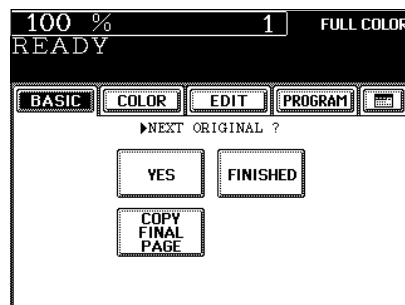 100 % 1 FULL COLOR
READY
BASIC COLOR EDIT PROGRAM
▶NEXT ORIGINAL ?
YES FINISHED
COPY
FINAL
PAGE